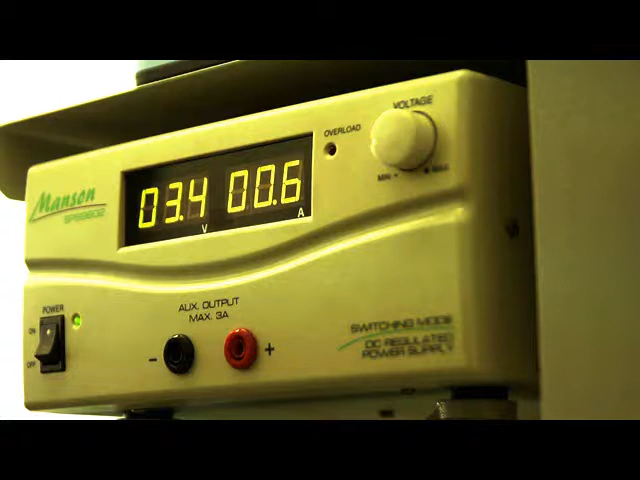 Manson
SPS9602
03.4
V
00.6
A
OVERLOAD
VOLTAGE
MIN
MAX
POWER
ON
OFF
AUX. OUTPUT
MAX. 3A
- +
SWITCHING MODE
DC REGULATED
POWER SUPPLY